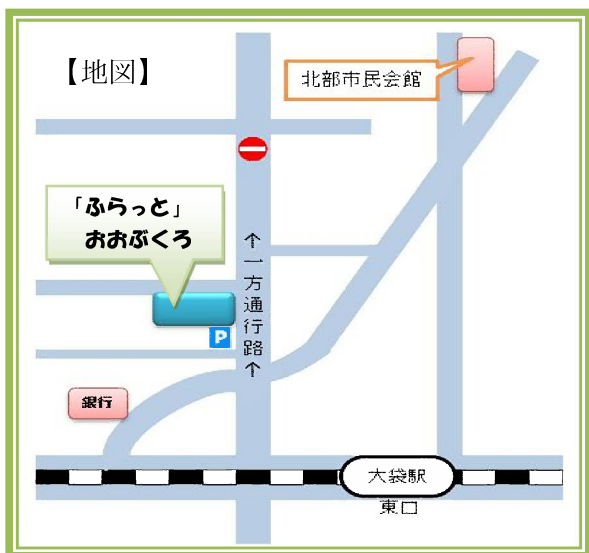 【地図】
北部市民会館
「ふらっと」
おおぶくろ
↑一方通行路↑
P
銀行
大袋駅
東口